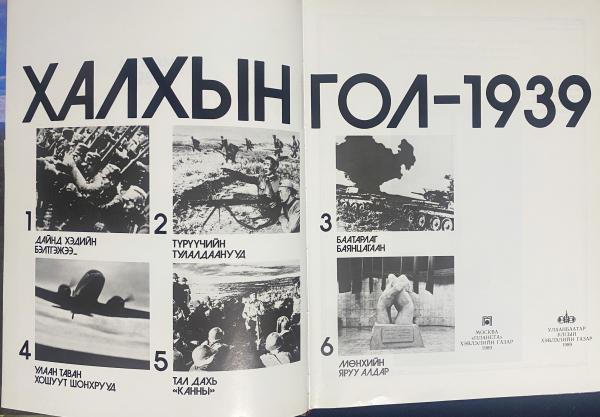 ХАЛХЫН ГОЛ–1939
1
ДАЙНД ХЭДИЙН
БЭЛТГЭЖЭЭ...
2
ТҮРҮҮЧИЙН
ТУЛАЛДААНУУД
3
БААТАРЛАГ
БАЯНЦАГААН
4
УЛААН ТАВАН
ХОШУУТ ШОНХРУУД
5
ТАЛ ДАХЬ
«КАННЫ»
6
МӨНХИЙН
ЯРУУ АЛДАР
МОСКВА
«ПЛАНЕТА»
ХЭВЛЭЛИЙН ГАЗАР
1989
УЛААНБААТАР
УЛСЫН
ХЭВЛЭЛИЙН ГАЗАР
1989